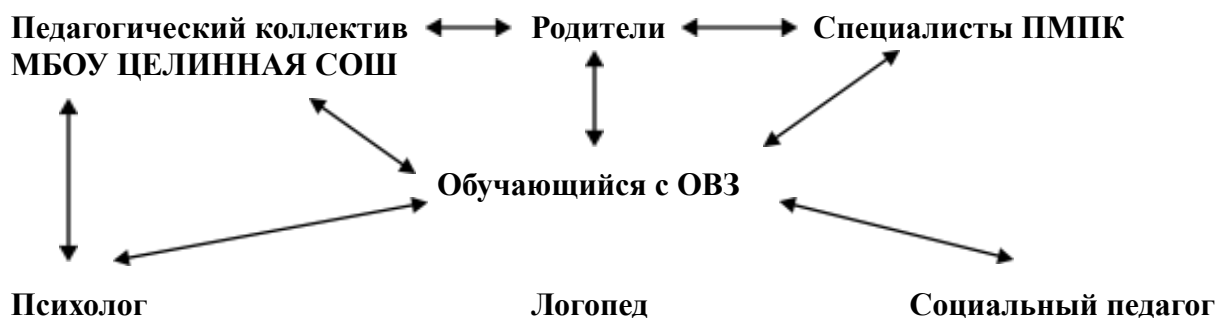 Педагогический коллектив Родители Специалисты ПМПК
МБОУ ЦЕЛИННАЯ СОШ
Обучающийся с ОВЗ
Психолог Логопед Социальный педагог